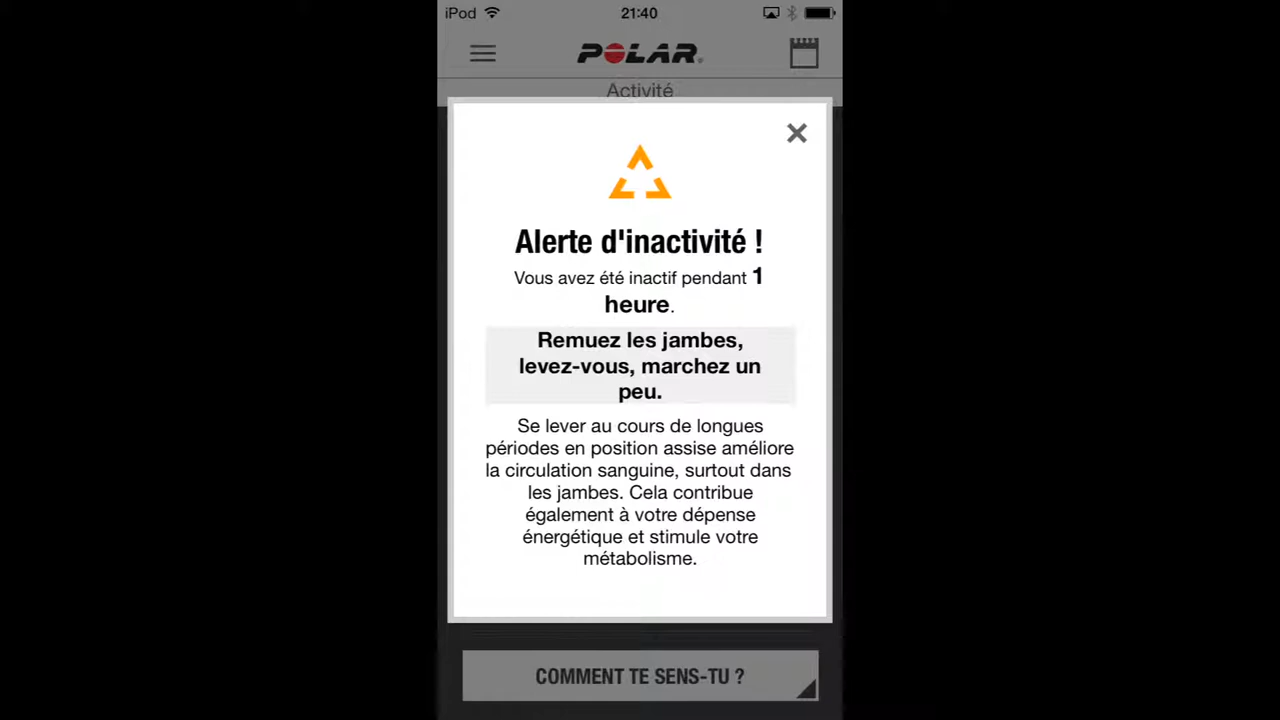 iPod 21:40
POLAR
Activité
Alerte d'inactivité !
Vous avez été inactif pendant 1
heure.
Remuez les jambes,
levez-vous, marchez un
peu.
Se lever au cours de longues
périodes en position assise améliore
la circulation sanguine, surtout dans
les jambes. Cela contribue
également à votre dépense
énergétique et stimule votre
métabolisme.
COMMENT TE SENS-TU ?